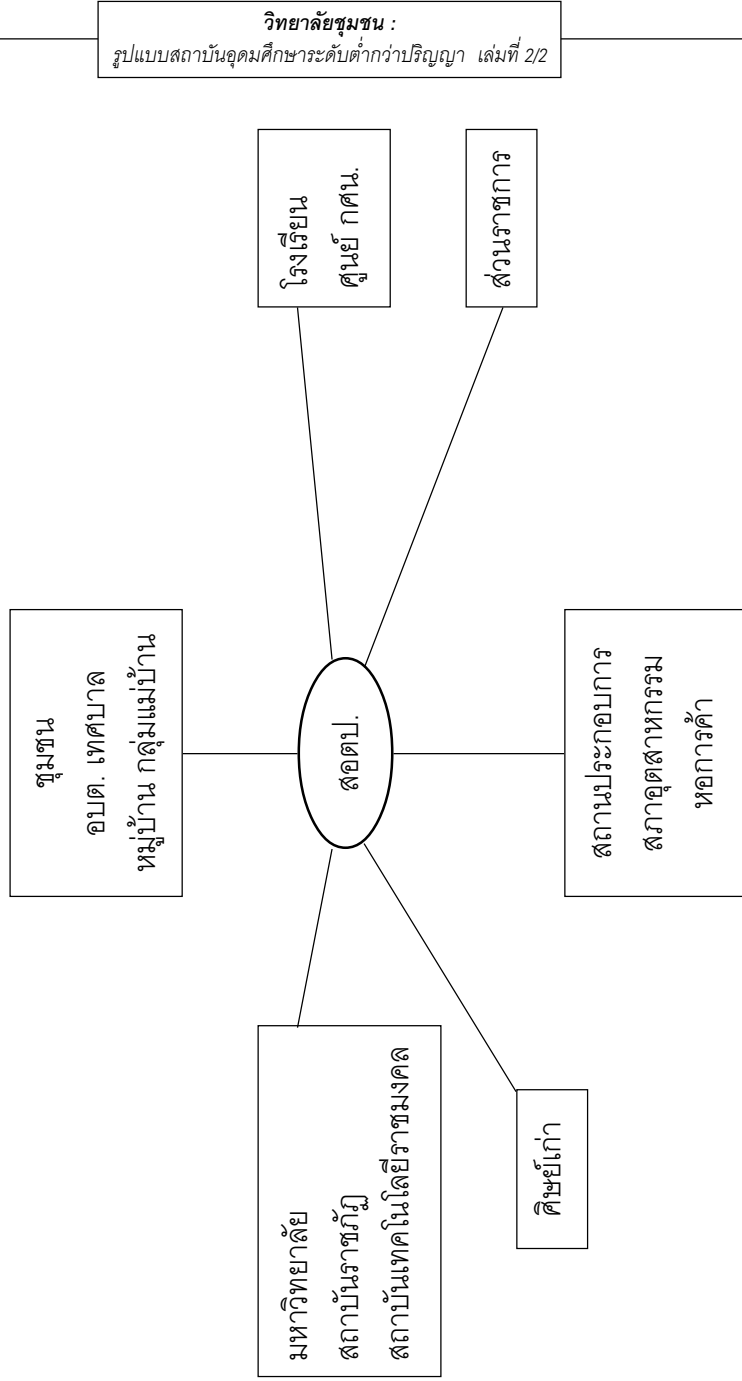 วิทยาลัยชุมชน :
รูปแบบสถาบันอุดมศึกษาระดับต่ำกว่าปริญญา เล่มที่ 2/2
ชุมชน
อบต. เทศบาล
หมู่บ้าน กลุ่มแม่บ้าน
มหาวิทยาลัย
สถาบันราชภัฏ
สถาบันเทคโนโลยีราชมงคล
โรงเรียน
ศูนย์ กศน.
สอตป.
ศิษย์เก่า
ส่วนราชการ
สถานประกอบการ
สภาอุตสาหกรรม
หอการค้า